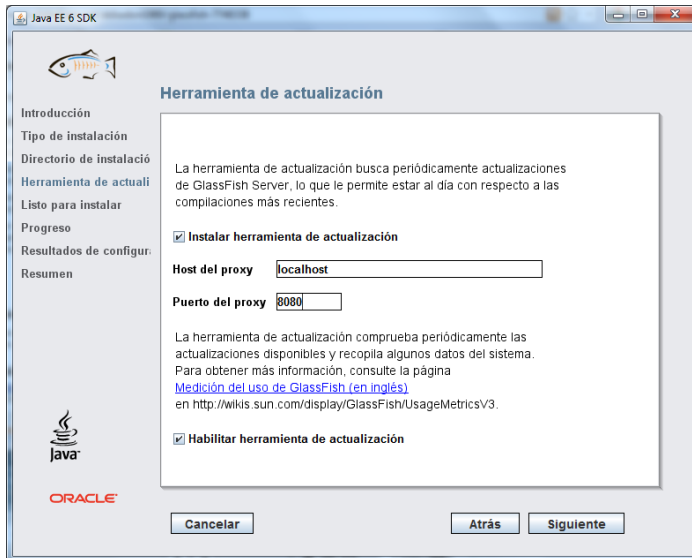 Java EE 6 SDK
Herramienta de actualización
Introducción
Tipo de instalación
Directorio de instalació
Herramienta de actuali
Listo para instalar
Progreso
Resultados de configur
Resumen
La herramienta de actualización busca periódicamente actualizaciones
de GlassFish Server, lo que le permite estar al día con respecto a las
compilaciones más recientes.
Instalar herramienta de actualización
Host del proxy localhost
Puerto del proxy 8080
La herramienta de actualización comprueba periódicamente las
actualizaciones disponibles y recopila algunos datos del sistema.
Para obtener más información, consulte la página
Medición del uso de GlassFish (en inglés)
en http://wikis.sun.com/display/GlassFish/UsageMetricsV3.
Habilitar herramienta de actualización
Java
ORACLE
Cancelar Atrás Siguiente